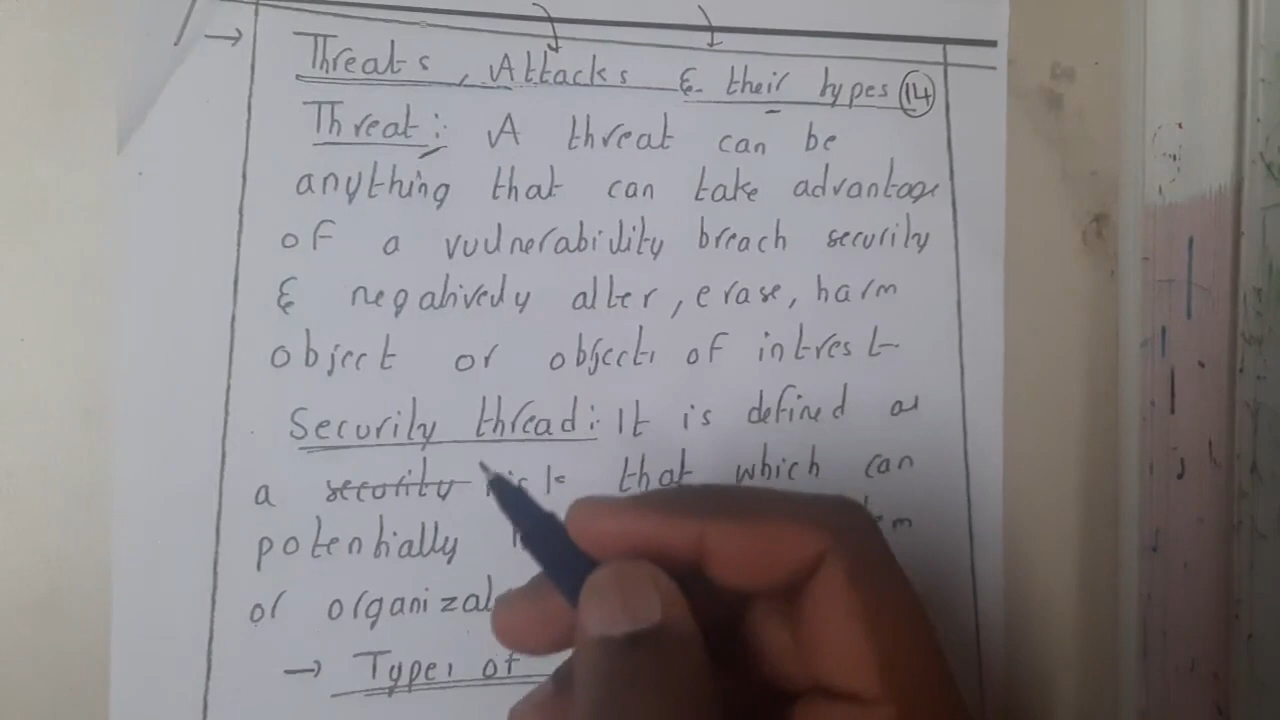 Threats, Attacks & their types 14
Threat: A threat can be
anything that can take advantage
of a vulnerability breach security
& negatively alter, erase, harm
object or objects of intrest
Security thread: It is defined as
a security risk that which can
potentially
or organizat
→ Types of